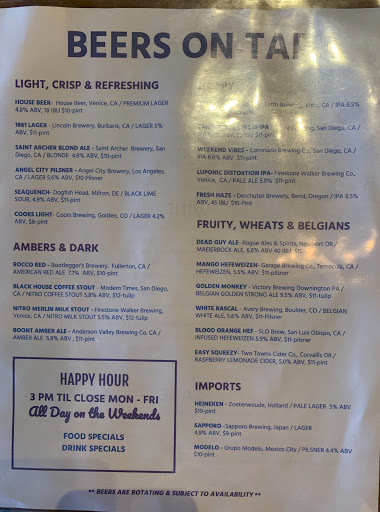 BEERS ON TAP
LIGHT, CRISP & REFRESHING
HOUSE BEER- House Beer, Venice, CA / PREMIUM LAGER
4.8% ABV, 18 IBU $10-pint
1861 LAGER - Lincoln Brewery, Burbank, CA / LAGER 5%
ABV, $11-pint
SAINT ARCHER BLOND ALE - Saint Archer Brewery, San
Diego, CA / BLONDE 4.8% ABV, $10-pint
ANGEL CITY PILSNER - Angel City Brewery, Los Angeles,
CA / LAGER 5.6% ABV, $10 Pilsner
SEAQUENCH- Dogfish Head, Milton, DE / BLACK LIME
SOUR, 4.9% ABV, $11-pint
COORS LIGHT- Coors Brewing, Golden, CO / LAGER 4.2%
ABV, $8-pint
AMBERS & DARK
ROCCO RED - Bootlegger's Brewery. Fullerton, CA /
AMERICAN RED ALE 7.1% ABV, $10-pint
BLACK HOUSE COFFEE STOUT - Modern Times, San Diego,
CA / NITRO COFFEE STOUT 5.8% ABV, $12-tulip
NITRO MERLIN MILK STOUT - Firestone Walker Brewing,
Venice, CA / NITRO MILK STOUT 5.5% ABV, $12-tulip
BOONT AMBER ALE - Anderson Valley Brewing Co, CA /
AMBER ALE 5.8% ABV, $11-pint
HAPPY HOUR
3 PM TIL CLOSE MON - FRI
All Day on the Weekends
FOOD SPECIALS
DRINK SPECIALS
Brewing, CA / IPA 6.5%
IPA San Diego, CA /
$10-pint
WEEKEND VIBES - Coronado Brewing Co., San Diego, CA /
IPA 6.8% ABV, $11-pint
LUPONIC DISTORTION IPA - Firestone Walker Brewing Co.,
Venice, CA / PALE ALE 5.9% $11-pint
FRESH HAZE - Deschutes Brewery, Bend, Oregon / IPA 6.5%
ABV, 45 IBU $11-pint
FRUITY, WHEATS & BELGIANS
DEAD GUY ALE- Rogue Ales & Spirits, Newport OR /
MAIERBOCK ALE, 6.8% ABV 40 IBU
MANGO HEFEWEIZEN- Garage Brewing Co., Temecula, CA /
HEFEWEIZEN, 5.5% ABV, $11-pilsner
GOLDEN MONKEY - Victory Brewing Downington PA /
BELGIAN GOLDEN STRONG ALE 9.5% ABV, $11-tulip
WHITE RASCAL - Avery Brewing, Boulder, CO / BELGIAN
WHITE ALE, 5.6% ABV, $11-Pilsner
BLOOD ORANGE HEF - SLO Brew, San Luis Obispo, CA /
INFUSED HEFEWEIZEN 5.9% ABV, $11-pilsner
EASY SQUEEZY- Two Towns Cider Co., Corvallis OR /
RASPBERRY LEMONADE CIDER, 5.0% ABV, $11-pint
IMPORTS
HEINEKEN - Zoeterwoude, Holland / PALE LAGER 5% ABV
$10-pint
SAPPORO -Sapporo Brewing, Japan / LAGER
4.9% ABV, $9-pint
MODELO - Grupo Modelo, Mexico City / PILSNER 4.4% ABV
$10-pint
** BEERS ARE ROTATING & SUBJECT TO AVAILABILITY **